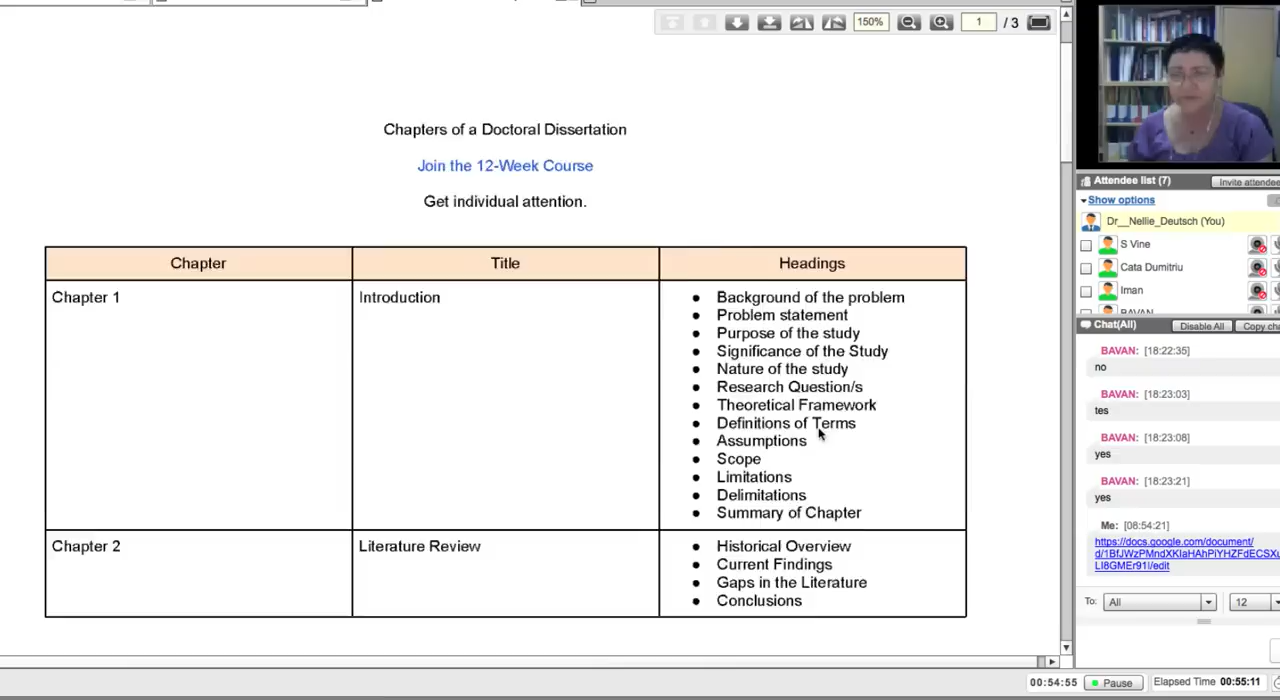 150%
1
/ 3
Chapters of a Doctoral Dissertation
Join the 12-Week Course
Get individual attention.
Chapter
Title
Headings
Chapter 1
Introduction
Background of the problem
Problem statement
Purpose of the study
Significance of the Study
Nature of the study
Research Question/s
Theoretical Framework
Definitions of Terms
Assumptions
Scope
Limitations
Delimitations
Summary of Chapter
Chapter 2
Literature Review
Historical Overview
Current Findings
Gaps in the Literature
Conclusions
Attendee list (7)
Invite attendee
Show options
Dr__Nellie_Deutsch (You)
S Vine
Cata Dumitriu
Iman
BAVAN
Chat(All)
Disable All
Copy cha
BAVAN: [18:22:35]
no
BAVAN: [18:23:03]
tes
BAVAN: [18:23:08]
yes
BAVAN: [18:23:21]
yes
Me: [08:54:21]
https://docs.google.com/document/
To:
All
12
00:54:55
Pause
Elapsed Time 00:55:11